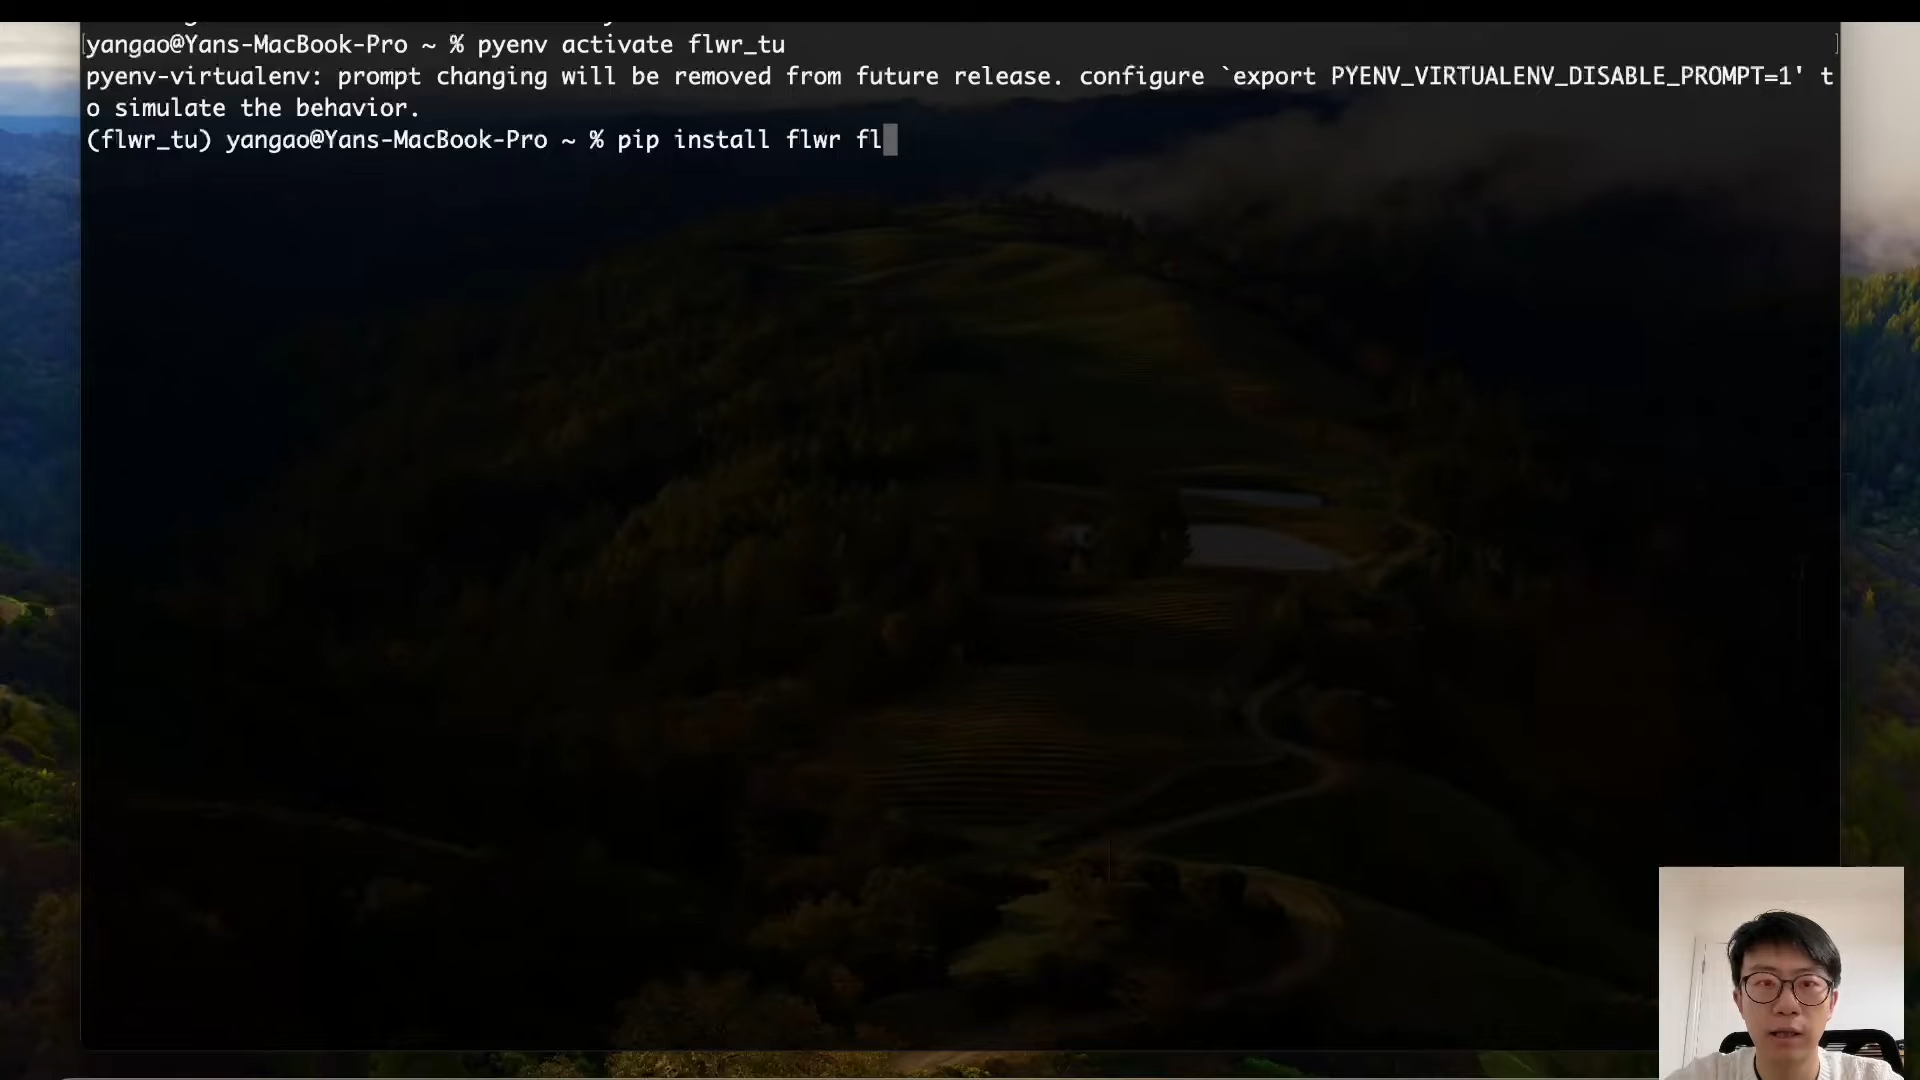 yangao@Yans-MacBook-Pro ~ % pyenv activate flwr_tu
pyenv-virtualenv: prompt changing will be removed from future release. configure `export PYENV_VIRTUALENV_DISABLE_PROMPT=1' t
o simulate the behavior.
(flwr_tu) yangao@Yans-MacBook-Pro ~ % pip install flwr fl